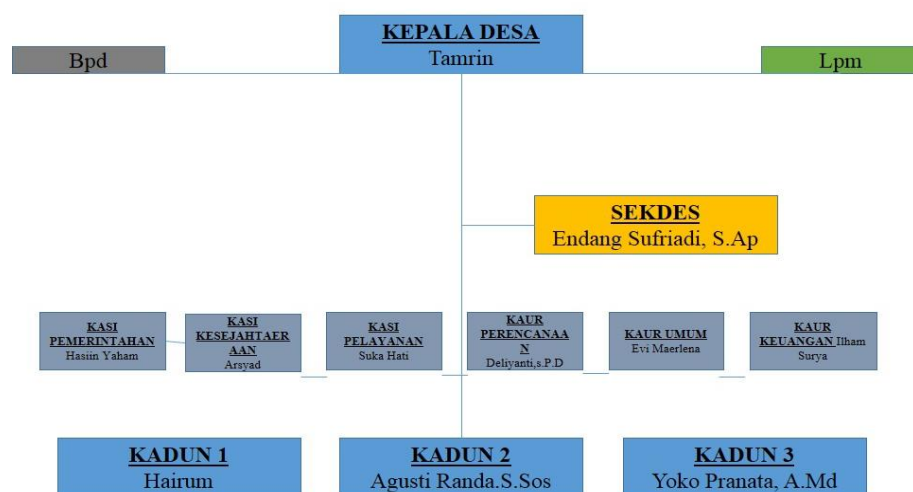 KEPALA DESA
Tamrin
Bpd
Lpm
SEKDES
Endang Sufriadi, S.Ap
KASI
PEMERINTAHAN
Hasiin Yaham
KASI
KESEJAHTAER
AAN
Arsyad
KASI
PELAYANAN
Suka Hati
KAUR
PERENCANAA
N
Deliyanti,s.P.D
KAUR UMUM
Evi Maerlena
KAUR
KEUANGAN Ilham
Surya
KADUN 1
Hairum
KADUN 2
Agusti Randa.S.Sos
KADUN 3
Yoko Pranata, A.Md